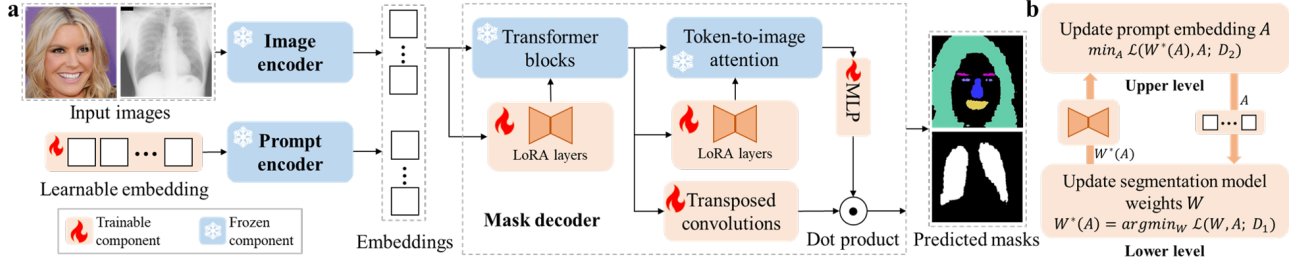 a
Input images
Image
encoder
Learnable embedding
Prompt
encoder
Trainable
component
Frozen
component
Embeddings
Transformer
blocks
LoRA layers
Token-to-image
attention
LoRA layers
MLP
Transposed
convolutions
Mask decoder
Dot product
Predicted masks
b
Update prompt embedding A
min_A ℒ(W*(A), A; D₂)
Upper level
A
W*(A)
Update segmentation model
weights W
W*(A) = argmin_W ℒ(W, A; D₁)
Lower level